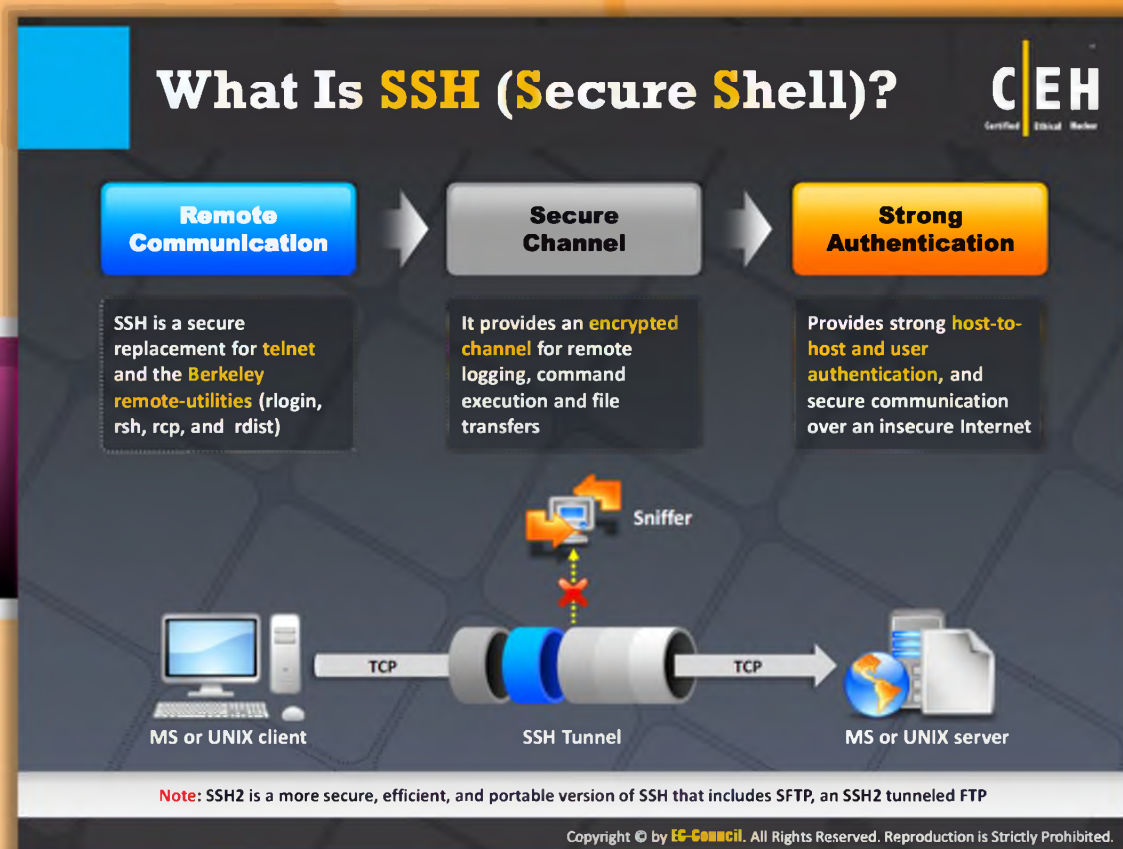 What Is SSH (Secure Shell)?
C EH
Certified Ethical Hacker
Remote
Communication
Secure
Channel
Strong
Authentication
SSH is a secure
replacement for telnet
and the Berkeley
remote-utilities (rlogin,
rsh, rcp, and rdist)
It provides an encrypted
channel for remote
logging, command
execution and file
transfers
Provides strong host-to-
host and user
authentication, and
secure communication
over an insecure Internet
Sniffer
TCP
TCP
MS or UNIX client
SSH Tunnel
MS or UNIX server
Note: SSH2 is a more secure, efficient, and portable version of SSH that includes SFTP, an SSH2 tunneled FTP
Copyright © by EC-Council. All Rights Reserved. Reproduction is Strictly Prohibited.